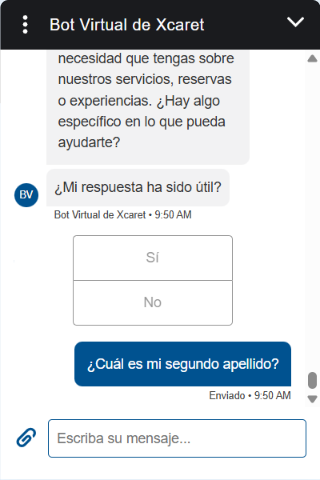 Bot Virtual de Xcaret
necesidad que tengas sobre
nuestros servicios, reservas
o experiencias. ¿Hay algo
específico en lo que pueda
ayudarte?
¿Mi respuesta ha sido útil?
BV
Bot Virtual de Xcaret • 9:50 AM
Sí
No
¿Cuál es mi segundo apellido?
Enviado • 9:50 AM
Escriba su mensaje...